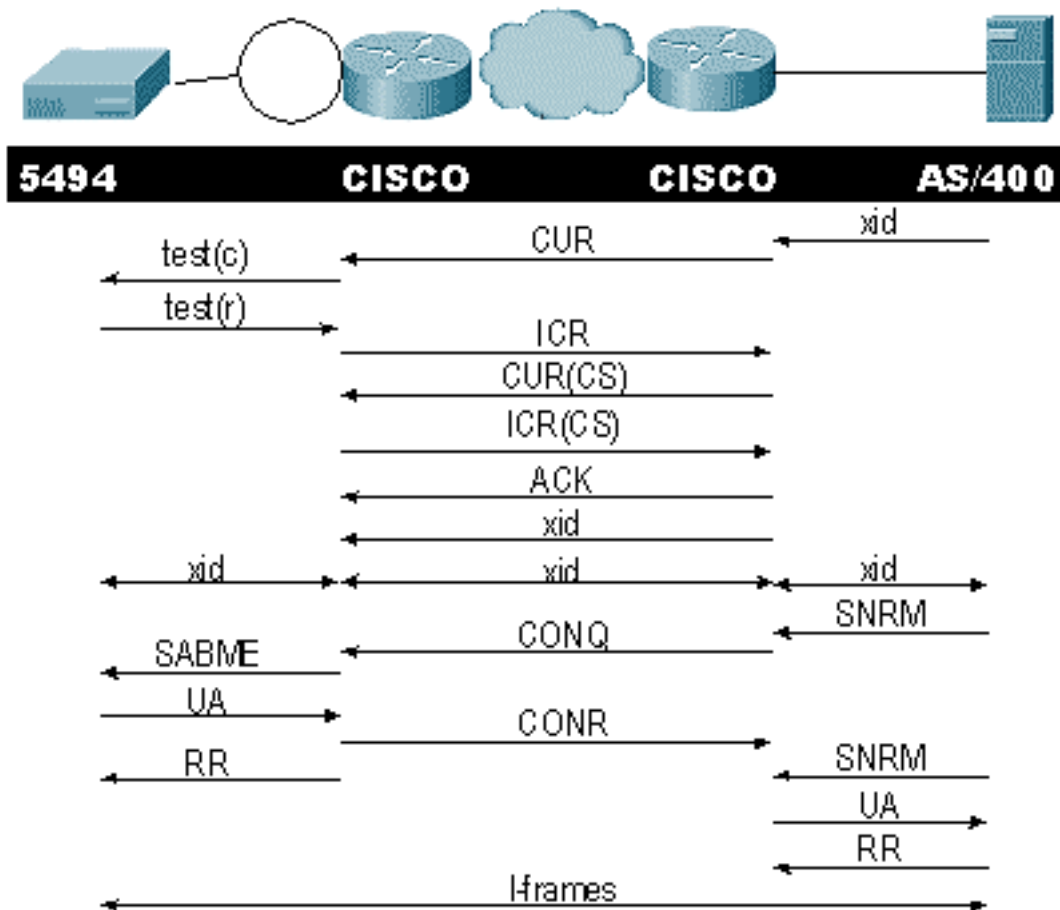 5494 CISCO CISCO AS/400
xid
CUR
test(c)
test(r)
ICR
CUR(CS)
ICR(CS)
ACK
xid
xid xid xid
SNRM
CONQ
SABME
UA
CONR
RR SNRM
UA
RR
I-frames